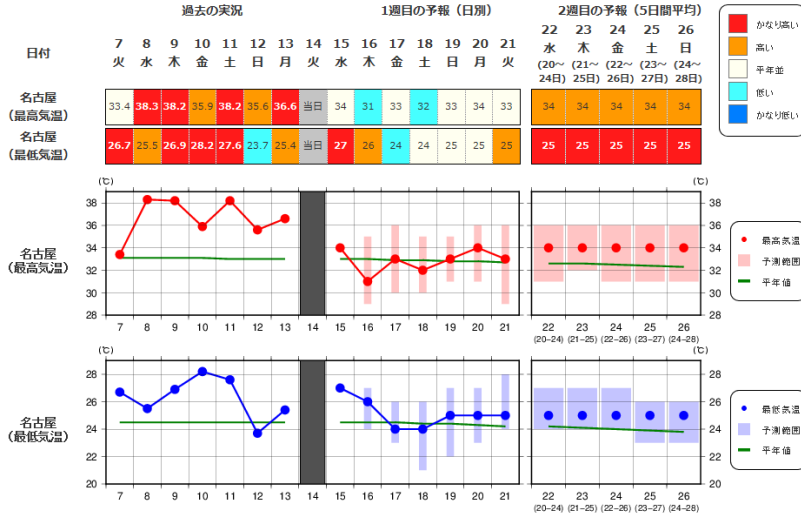 過去の実況 1週目の予報（日別） 2週目の予報（5日間平均）
日付 7 8 9 10 11 12 13 14 15 16 17 18 19 20 21 22 23 24 25 26
火 水 木 金 土 日 月 火 水 木 金 土 日 月 火 水 木 金 土 日
(20～24日) (21～25日) (22～26日) (23～27日) (24～28日)
名古屋（最高気温） 33.4 38.3 38.2 35.9 38.2 35.6 36.6 当日 34 31 33 32 33 34 33 34 34 34 34 34
名古屋（最低気温） 26.7 25.5 26.9 28.2 27.6 23.7 25.4 当日 27 26 24 24 25 25 25 25 25 25 25 25
かなり高い
高い
平年並
低い
かなり低い
(℃) (℃)
名古屋
（最高気温）
38 36 34 32 30 28
38 36 34 32 30 28
7 8 9 10 11 12 13 14 15 16 17 18 19 20 21 22 23 24 25 26
(20-24) (21-25) (22-26) (23-27) (24-28)
最高気温
予測範囲
平年値
(℃) (℃)
名古屋
（最低気温）
28 26 24 22 20
28 26 24 22 20
7 8 9 10 11 12 13 14 15 16 17 18 19 20 21 22 23 24 25 26
(20-24) (21-25) (22-26) (23-27) (24-28)
最低気温
予測範囲
平年値